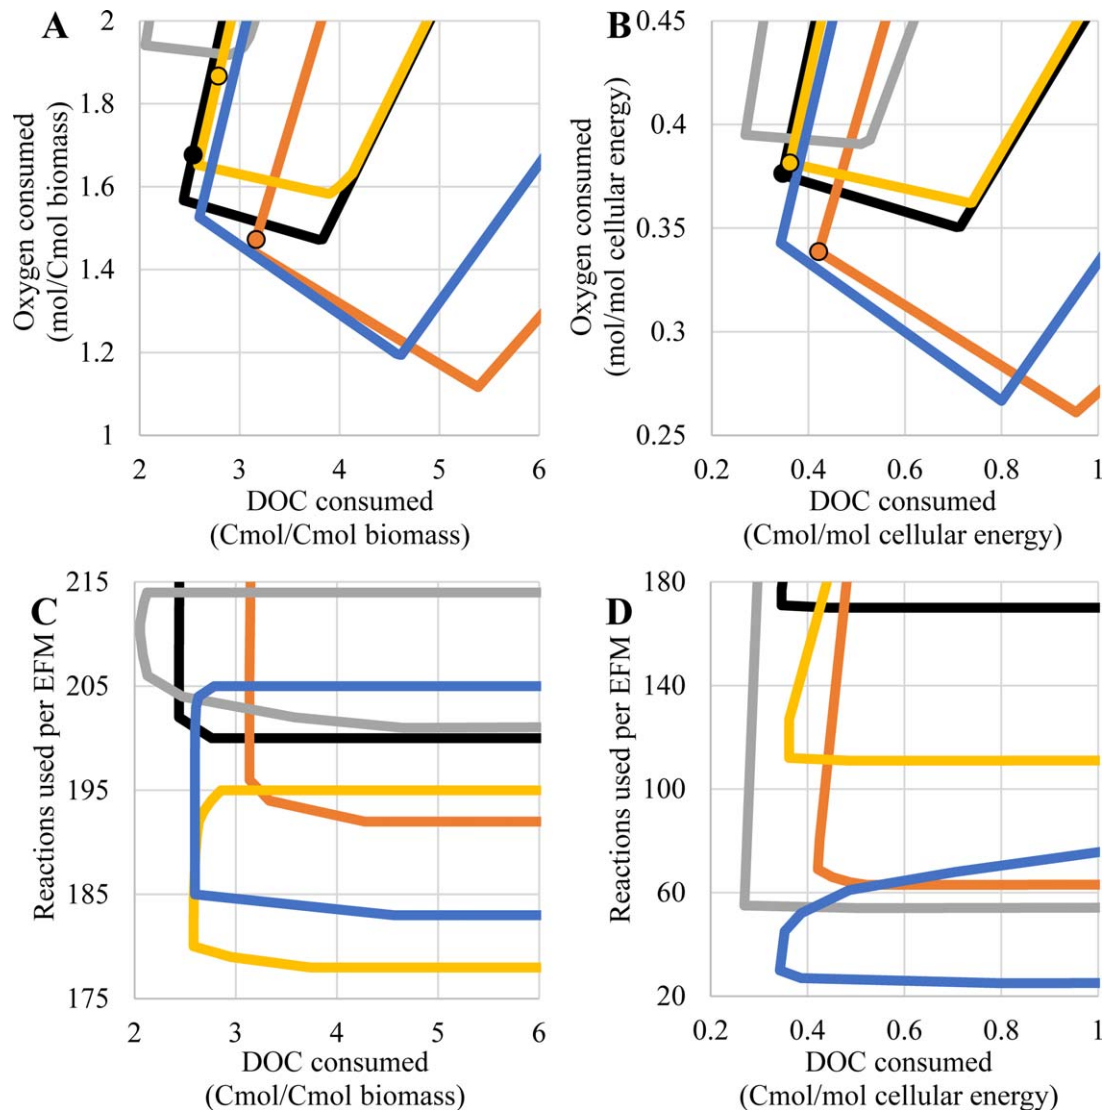 A
Oxygen consumed
(mol/Cmol biomass)
2
1.8
1.6
1.4
1.2
1
2 3 4 5 6
DOC consumed
(Cmol/Cmol biomass)
B
Oxygen consumed
(mol/mol cellular energy)
0.45
0.4
0.35
0.3
0.25
0.2 0.4 0.6 0.8 1
DOC consumed
(Cmol/mol cellular energy)
C
Reactions used per EFM
215
205
195
185
175
2 3 4 5 6
DOC consumed
(Cmol/Cmol biomass)
D
Reactions used per EFM
180
140
100
60
20
0.2 0.4 0.6 0.8 1
DOC consumed
(Cmol/mol cellular energy)